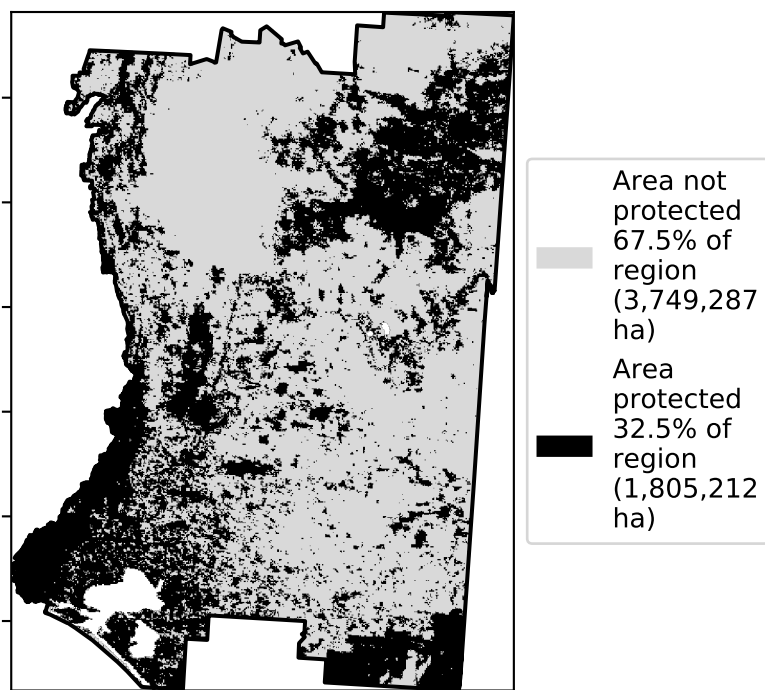 Area not
protected
67.5% of
region
(3,749,287
ha)
Area
protected
32.5% of
region
(1,805,212
ha)